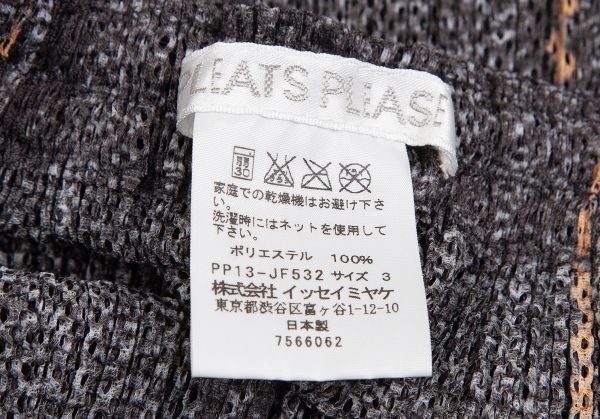 PLEATS PLEASE
30
家庭での乾燥機はお避け下さ
い。
洗濯時にはネットを使用して
下さい。
ポリエステル 100%
PP13-JF532 サイズ 3
株式会社 イッセイミヤケ
東京都渋谷区富ヶ谷1-12-10
日本製
7566062